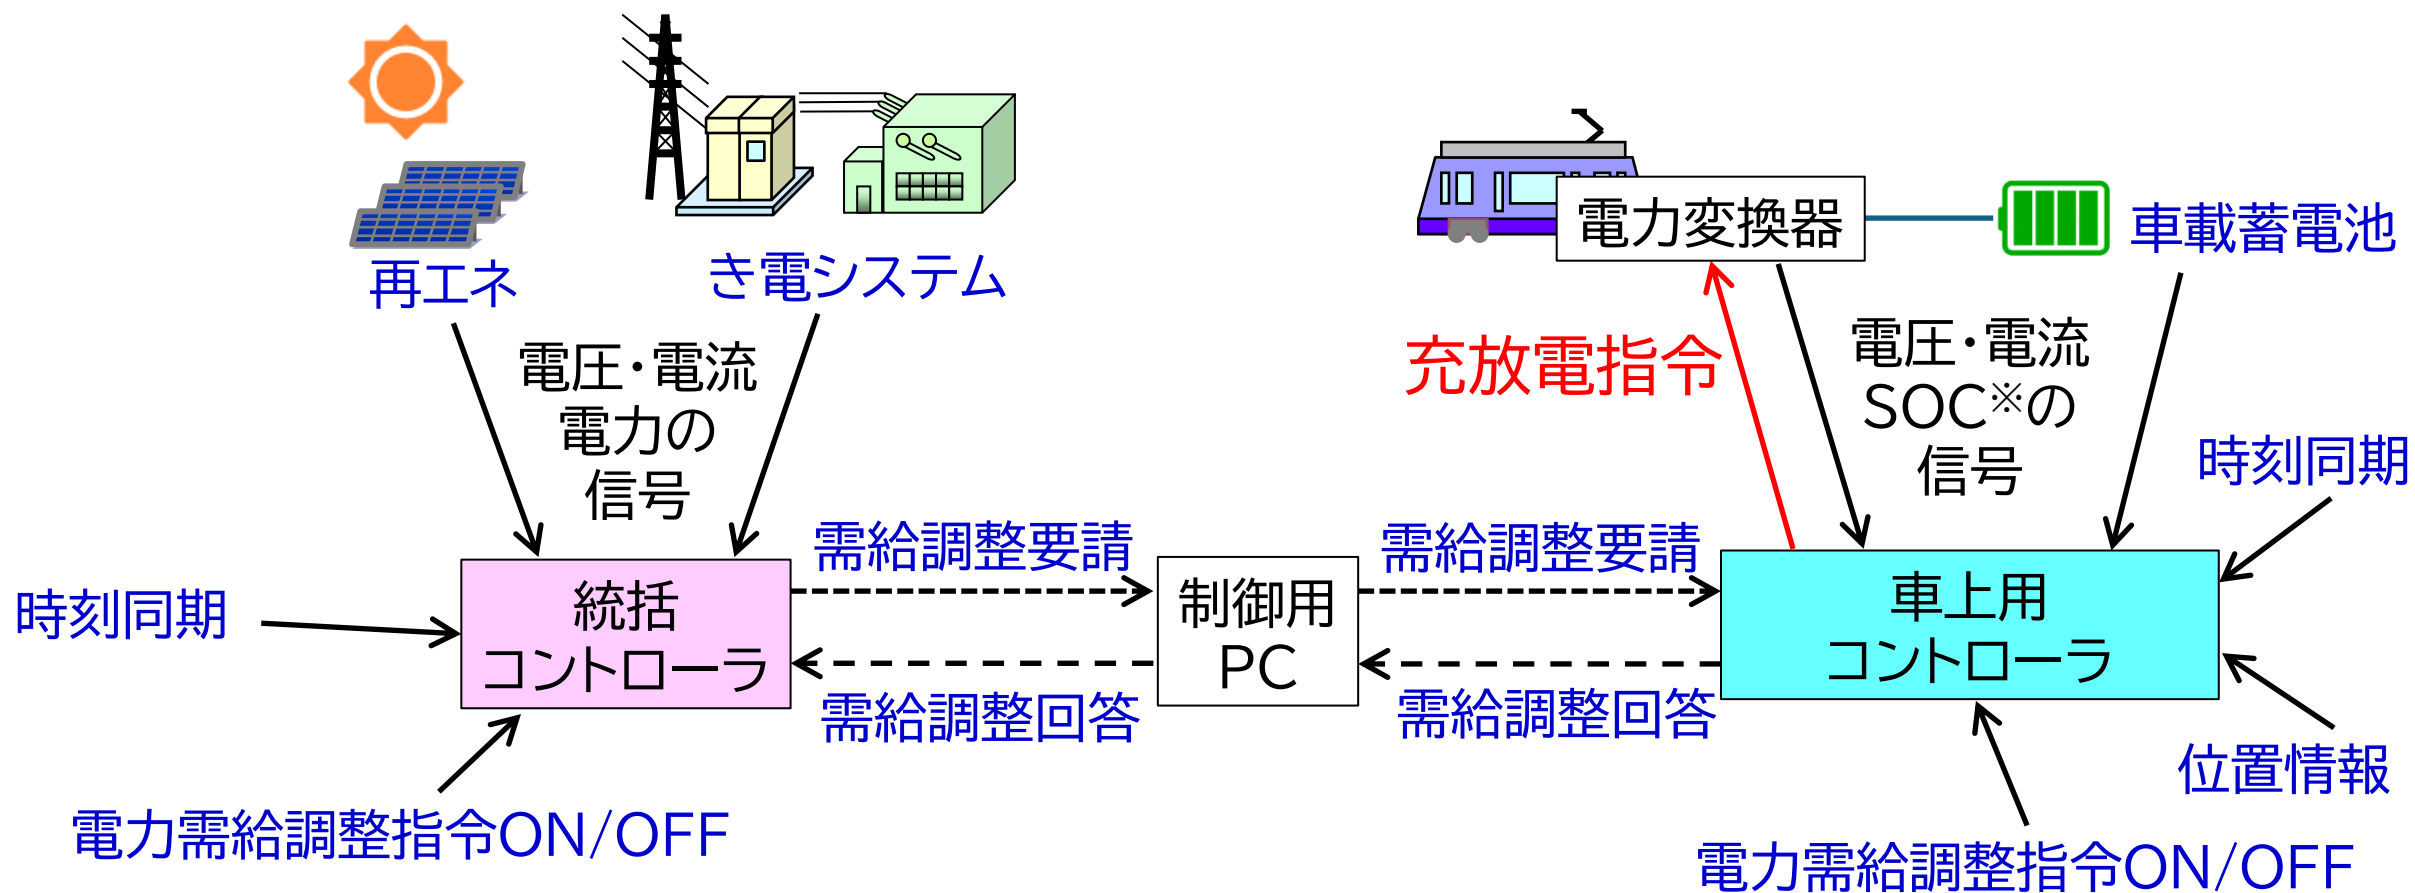 再エネ
き電システム
電力変換器
車載蓄電池
電圧・電流
電力の
信号
充放電指令
電圧・電流
SOC※の
信号
時刻同期
時刻同期
需給調整要請
需給調整要請
統括
コントローラ
制御用
PC
車上用
コントローラ
需給調整回答
需給調整回答
位置情報
電力需給調整指令ON/OFF
電力需給調整指令ON/OFF